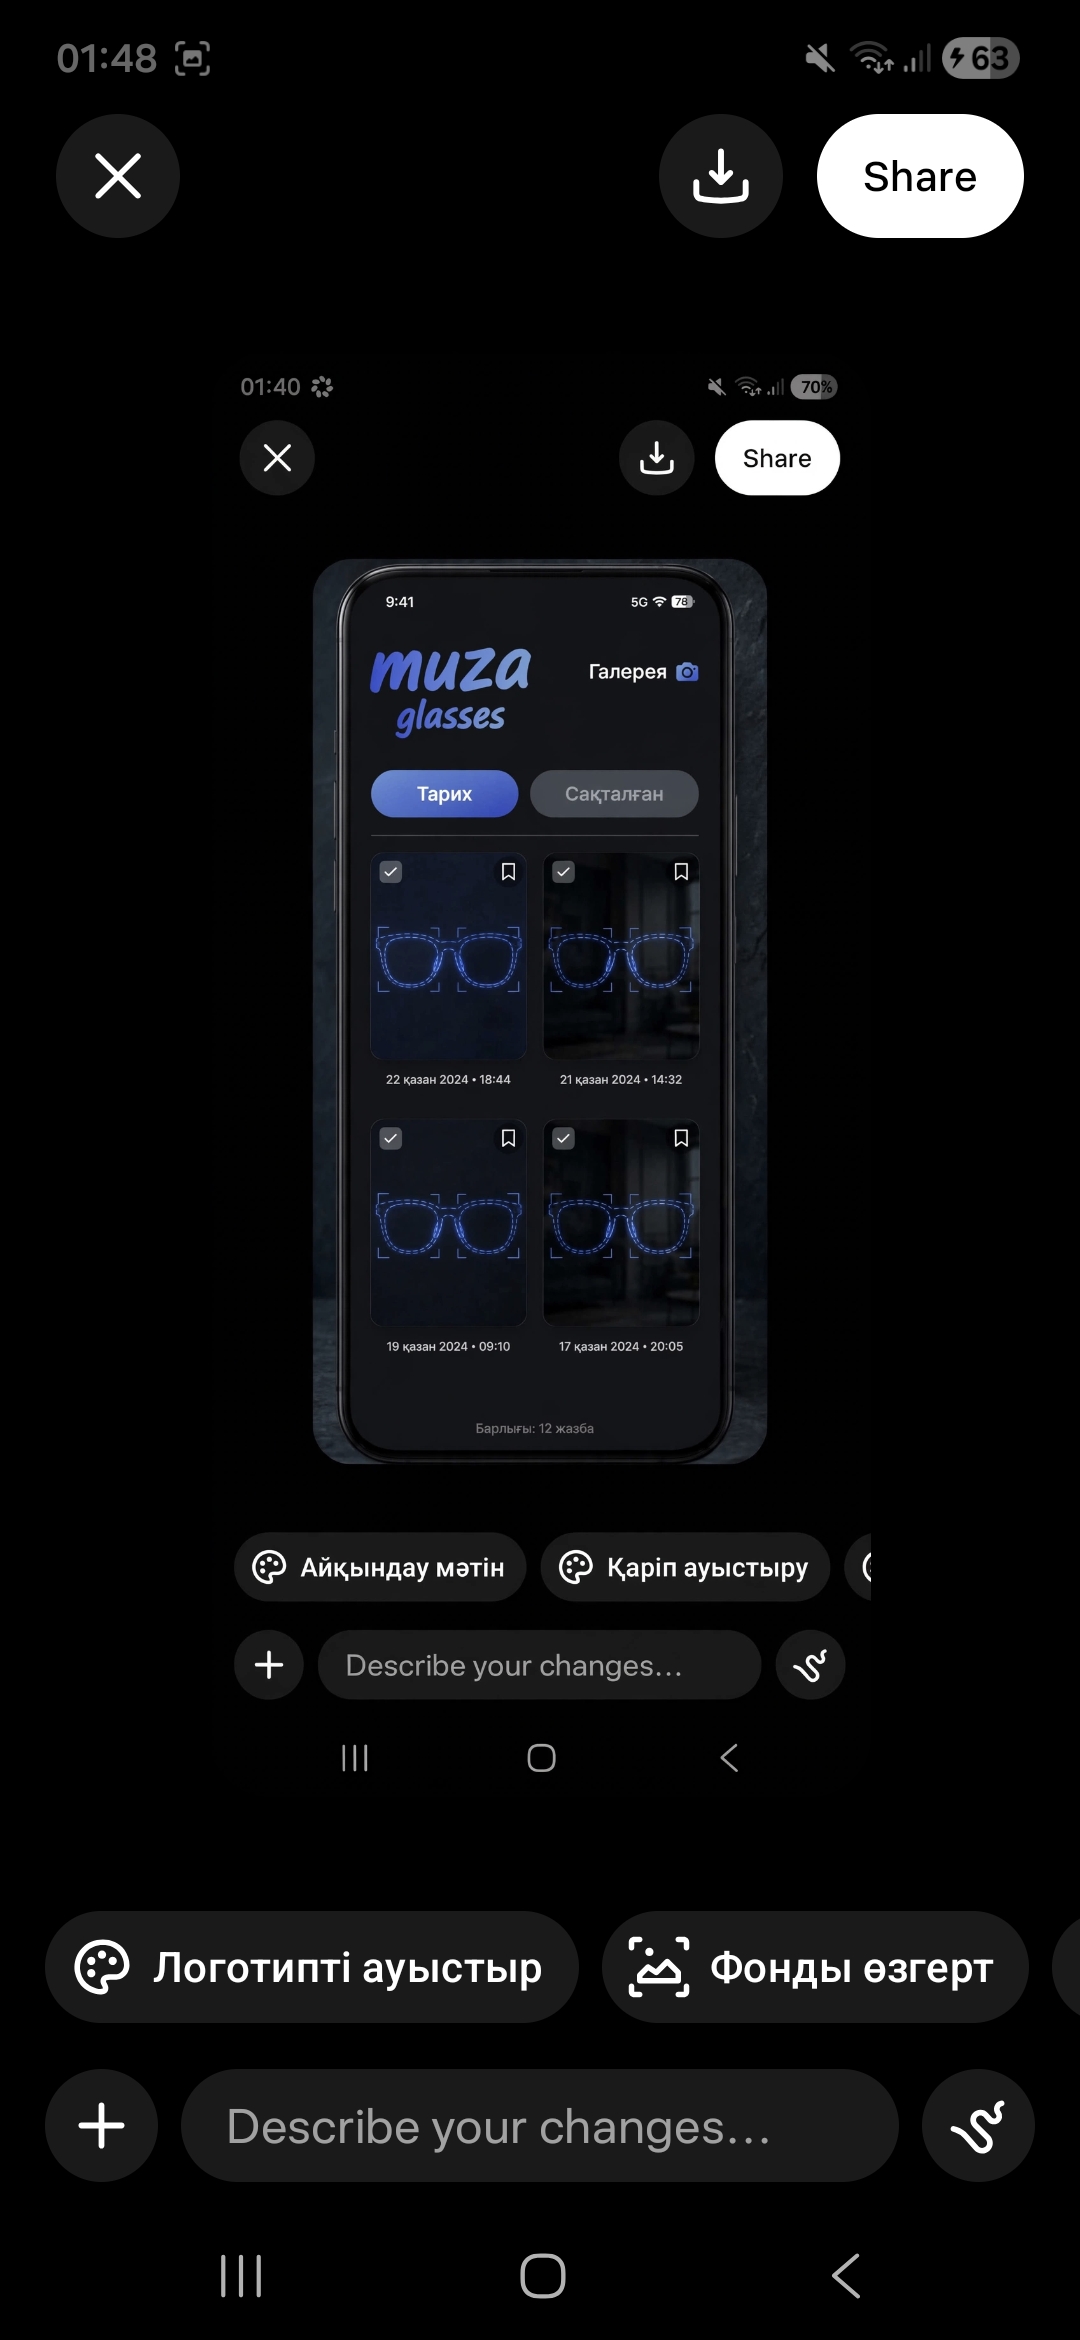 01:48
63
Share
01:40
70%
Share
9:41
5G 78
muza
glasses
Галерея
Тарих
Сақталған
22 қазан 2024 • 18:44
21 қазан 2024 • 14:32
19 қазан 2024 • 09:10
17 қазан 2024 • 20:05
Барлығы: 12 жазба
Айқындау мәтін
Қаріп ауыстыру
Describe your changes...
Логотипті ауыстыр
Фонды өзгерт
Describe your changes...